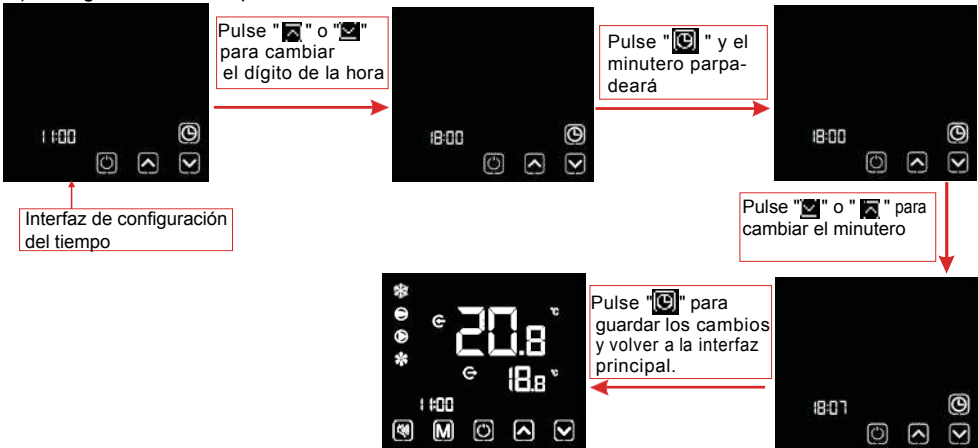 Pulse " " o " "
para cambiar
el dígito de la hora
Pulse " " y el
minutero parpa-
deará
11:00
18:00
18:00
Interfaz de configuración
del tiempo
Pulse " " o " " para
cambiar el minutero
Pulse " " para
guardar los cambios
y volver a la interfaz
principal.
20.8 °C
18.8 °C
11:00
M
18:07